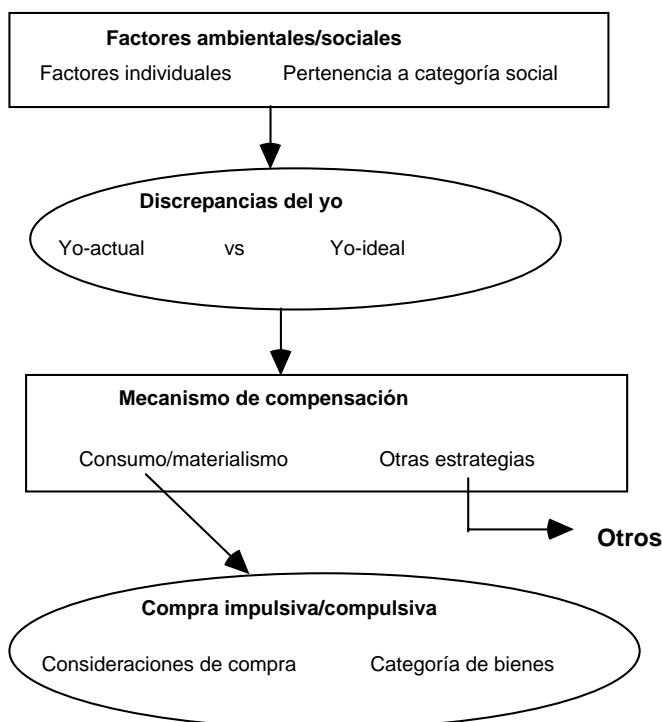 Factores ambientales/sociales
Factores individuales Pertenencia a categoría social
Discrepancias del yo
Yo-actual vs Yo-ideal
Mecanismo de compensación
Consumo/materialismo Otras estrategias
Otros
Compra impulsiva/compulsiva
Consideraciones de compra Categoría de bienes